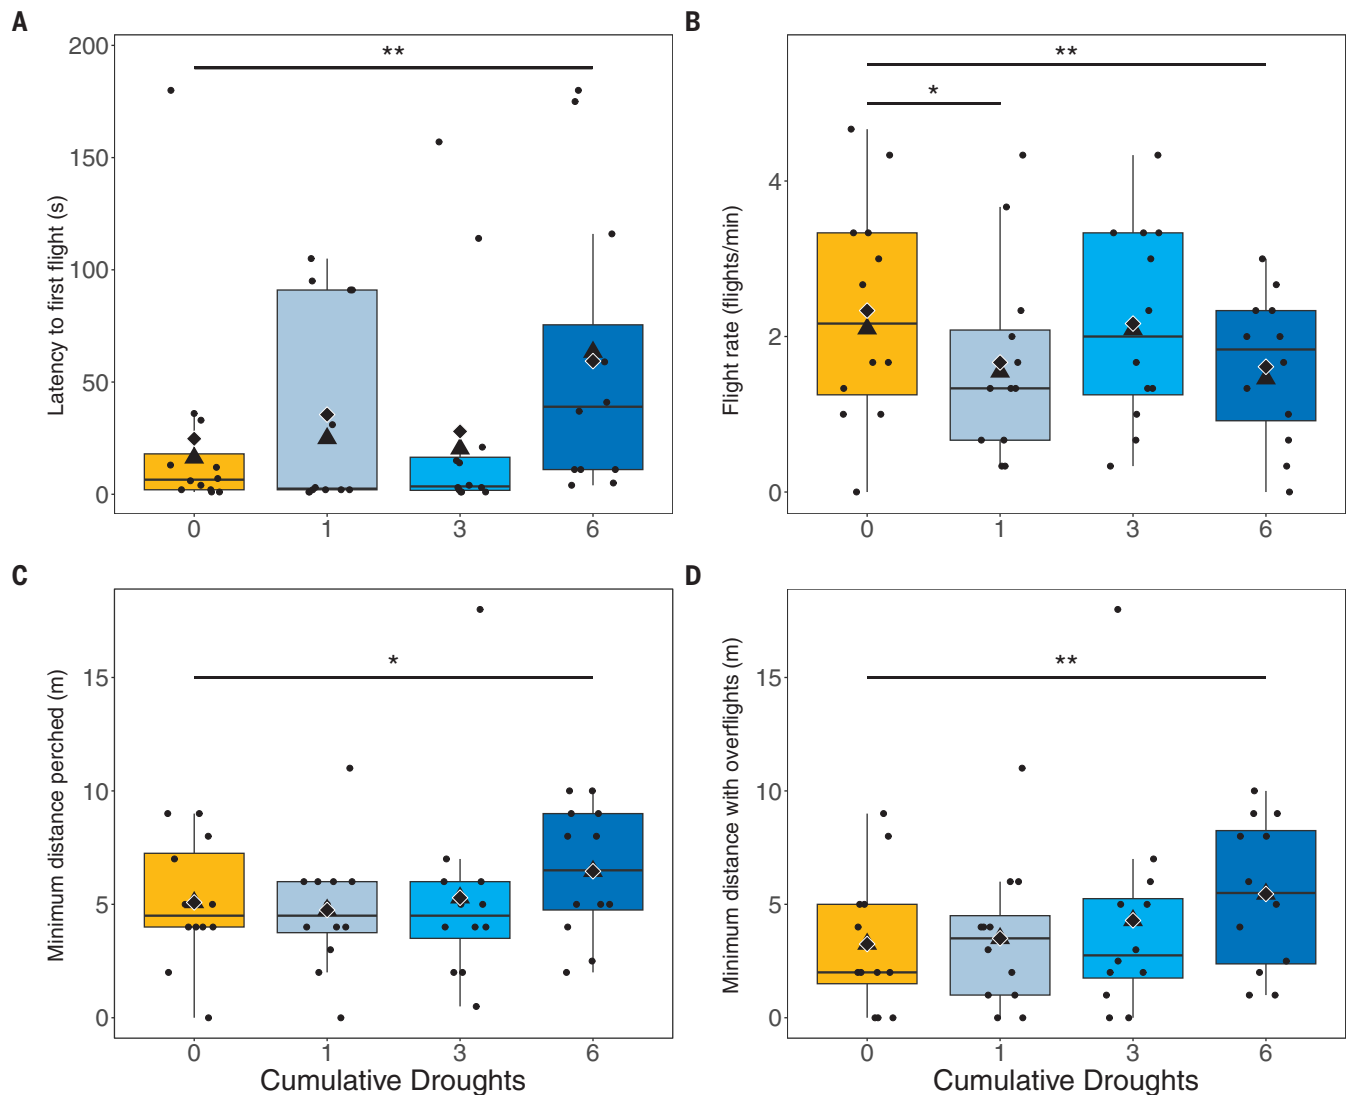 A
Latency to first flight (s)
200
150
100
50
0
**
0 1 3 6
B
Flight rate (flights/min)
4
2
0
**
*
0 1 3 6
C
Minimum distance perched (m)
15
10
5
0
*
0 1 3 6
Cumulative Droughts
D
Minimum distance with overflights (m)
15
10
5
0
**
0 1 3 6
Cumulative Droughts